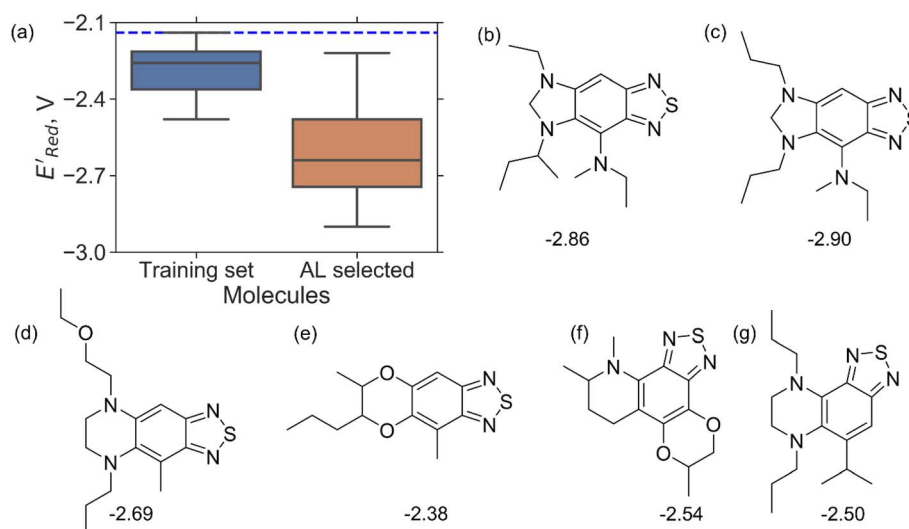 (a)
−2.1
−2.4
−2.7
−3.0
E'Red, V
Training set AL selected
Molecules
(b)
N
N
N
N
S
N
-2.86
(c)
N
N
N
N
S
N
-2.90
(d)
O
N
N
N
S
N
-2.69
(e)
O
O
N
S
N
-2.38
(f)
N
N
S
N
O
O
-2.54
(g)
N
N
N
S
N
-2.50